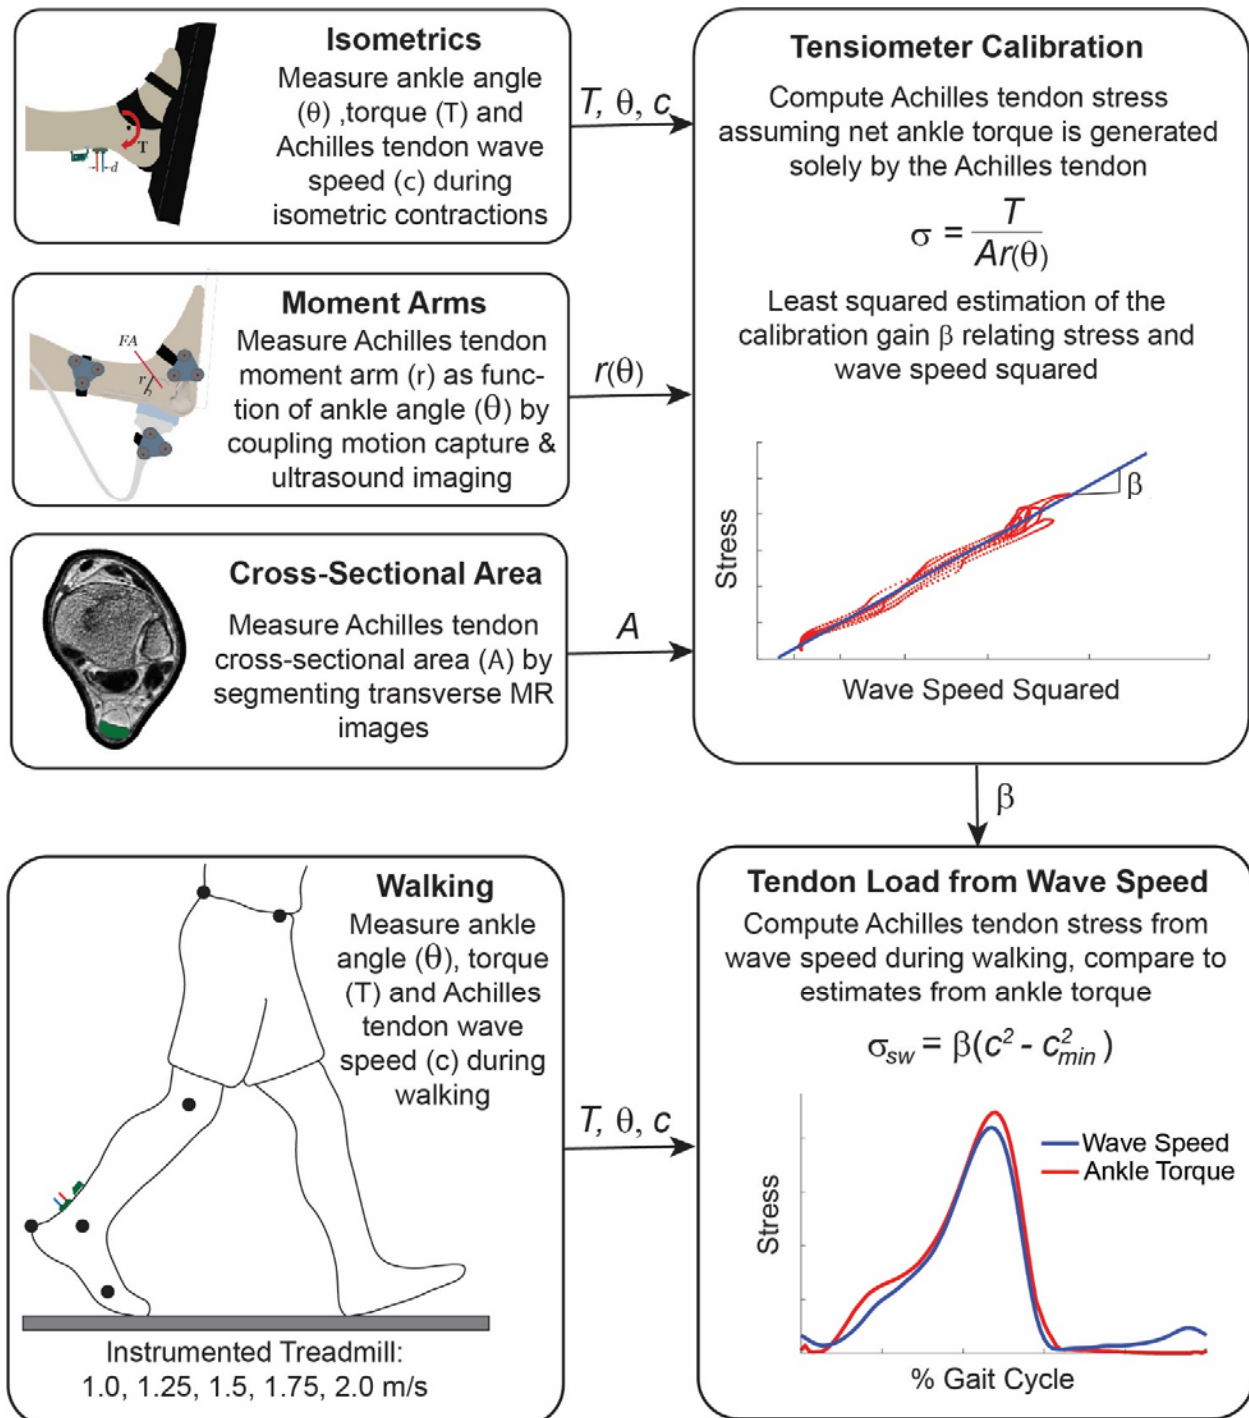 Isometrics
Measure ankle angle
(θ) ,torque (T) and
Achilles tendon wave
speed (c) during
isometric contractions
T
d
T, θ, c
Moment Arms
Measure Achilles tendon
moment arm (r) as func-
tion of ankle angle (θ) by
coupling motion capture &
ultrasound imaging
FA
r
r(θ)
Cross-Sectional Area
Measure Achilles tendon
cross-sectional area (A) by
segmenting transverse MR
images
A
Tensiometer Calibration
Compute Achilles tendon stress
assuming net ankle torque is generated
solely by the Achilles tendon
σ = T / Ar(θ)
Least squared estimation of the
calibration gain β relating stress and
wave speed squared
β
Stress
Wave Speed Squared
β
Walking
Measure ankle
angle (θ), torque
(T) and Achilles
tendon wave
speed (c) during
walking
Instrumented Treadmill:
1.0, 1.25, 1.5, 1.75, 2.0 m/s
T, θ, c
Tendon Load from Wave Speed
Compute Achilles tendon stress from
wave speed during walking, compare to
estimates from ankle torque
σsw = β(c² - c²min)
Wave Speed
Ankle Torque
Stress
% Gait Cycle